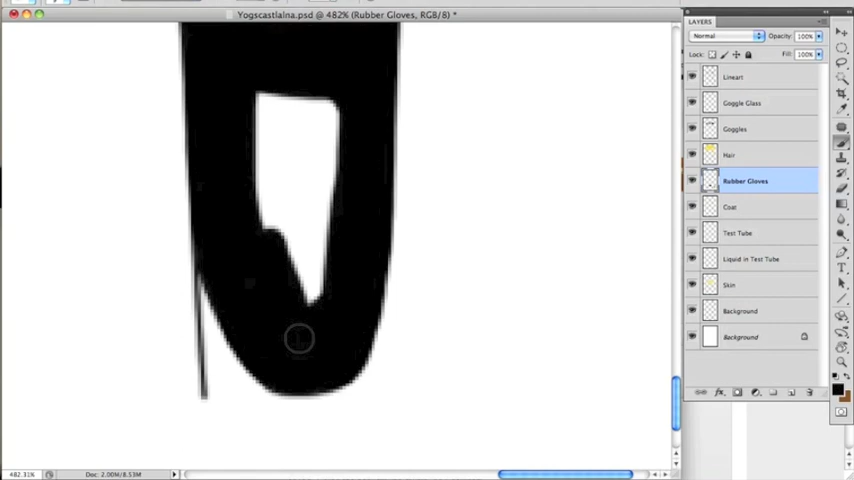 YogscastIalna.psd @ 482% (Rubber Gloves, RGB/8) *
LAYERS
Normal
Opacity: 100%
Lock:
Fill: 100%
Lineart
Goggle Glass
Goggles
Hair
Rubber Gloves
Coat
Test Tube
Liquid in Test Tube
Skin
Background
Background
482.31%
Doc: 2.00M/8.53M